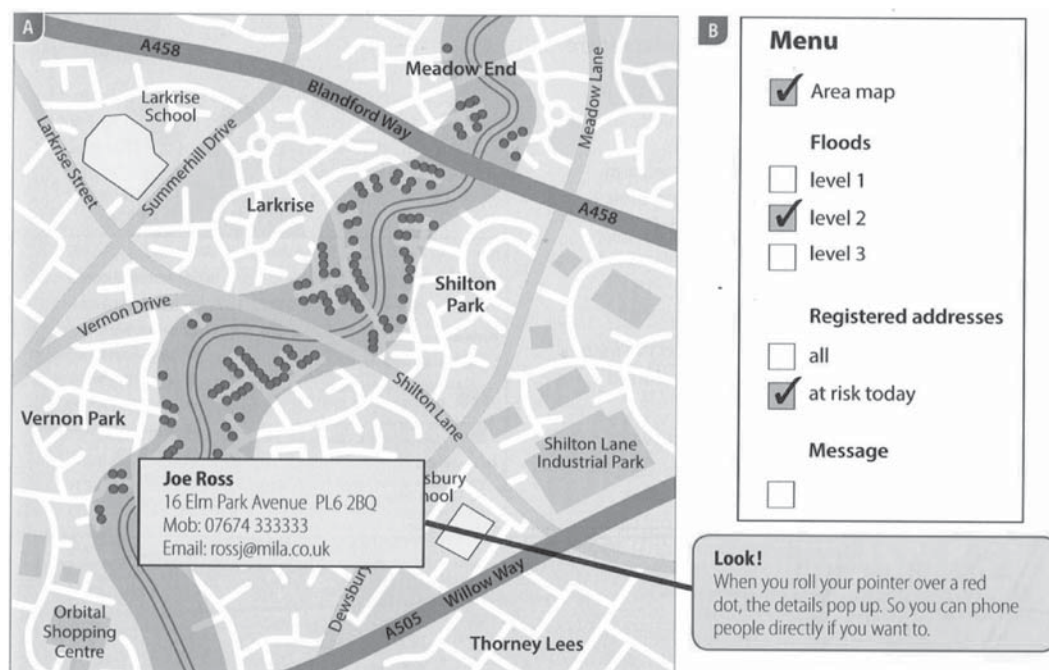 A
A458
Meadow End
Meadow Lane
Blandford Way
Larkrise
School
Larkrise Street
Summerhill Drive
Larkrise
A458
Shilton
Park
Vernon Drive
Shilton Lane
Vernon Park
Shilton Lane
Industrial Park
Joe Ross
16 Elm Park Avenue PL6 2BQ
Mob: 07674 333333
Email: rossj@mila.co.uk
Dewsbury
Willow Way
A505
Orbital
Shopping
Centre
Thorney Lees
B
Menu
Area map
Floods
level 1
level 2
level 3
Registered addresses
all
at risk today
Message
Look!
When you roll your pointer over a red
dot, the details pop up. So you can phone
people directly if you want to.